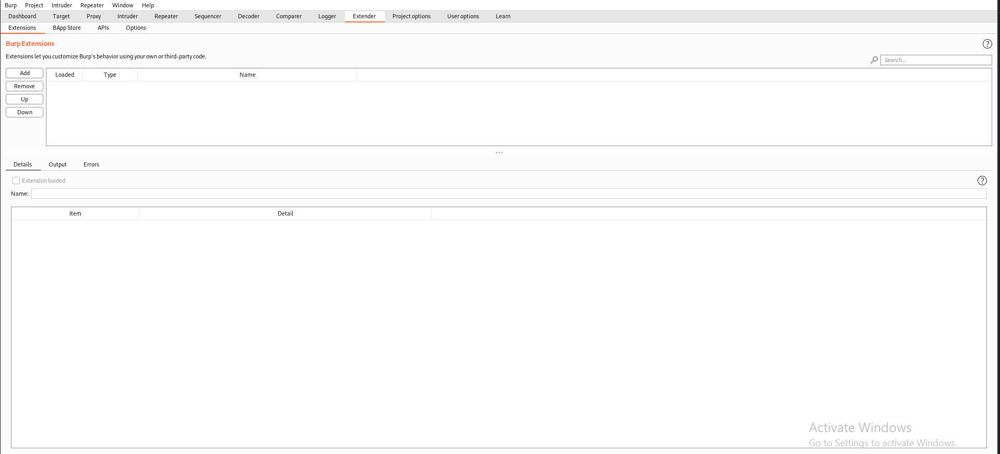 Burp Project Intruder Repeater Window Help
Dashboard Target Proxy Intruder Repeater Sequencer Decoder Comparer Logger Extender Project options User options Learn
Extensions BApp Store APIs Options
Burp Extensions
?
Extensions let you customize Burp's behavior using your own or third-party code.
Search...
Add
Loaded Type Name
Remove
Up
Down
Details Output Errors
Extension loaded
?
Name:
Item Detail
Activate Windows
Go to Settings to activate Windows.